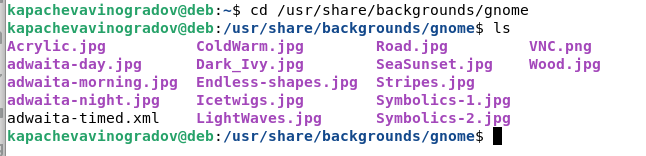 kapachevavinogradov@deb:~$ cd /usr/share/backgrounds/gnome
kapachevavinogradov@deb:/usr/share/backgrounds/gnome$ ls
Acrylic.jpg ColdWarm.jpg Road.jpg VNC.png
adwaita-day.jpg Dark_Ivy.jpg SeaSunset.jpg Wood.jpg
adwaita-morning.jpg Endless-shapes.jpg Stripes.jpg
adwaita-night.jpg Icetwigs.jpg Symbolics-1.jpg
adwaita-timed.xml LightWaves.jpg Symbolics-2.jpg
kapachevavinogradov@deb:/usr/share/backgrounds/gnome$